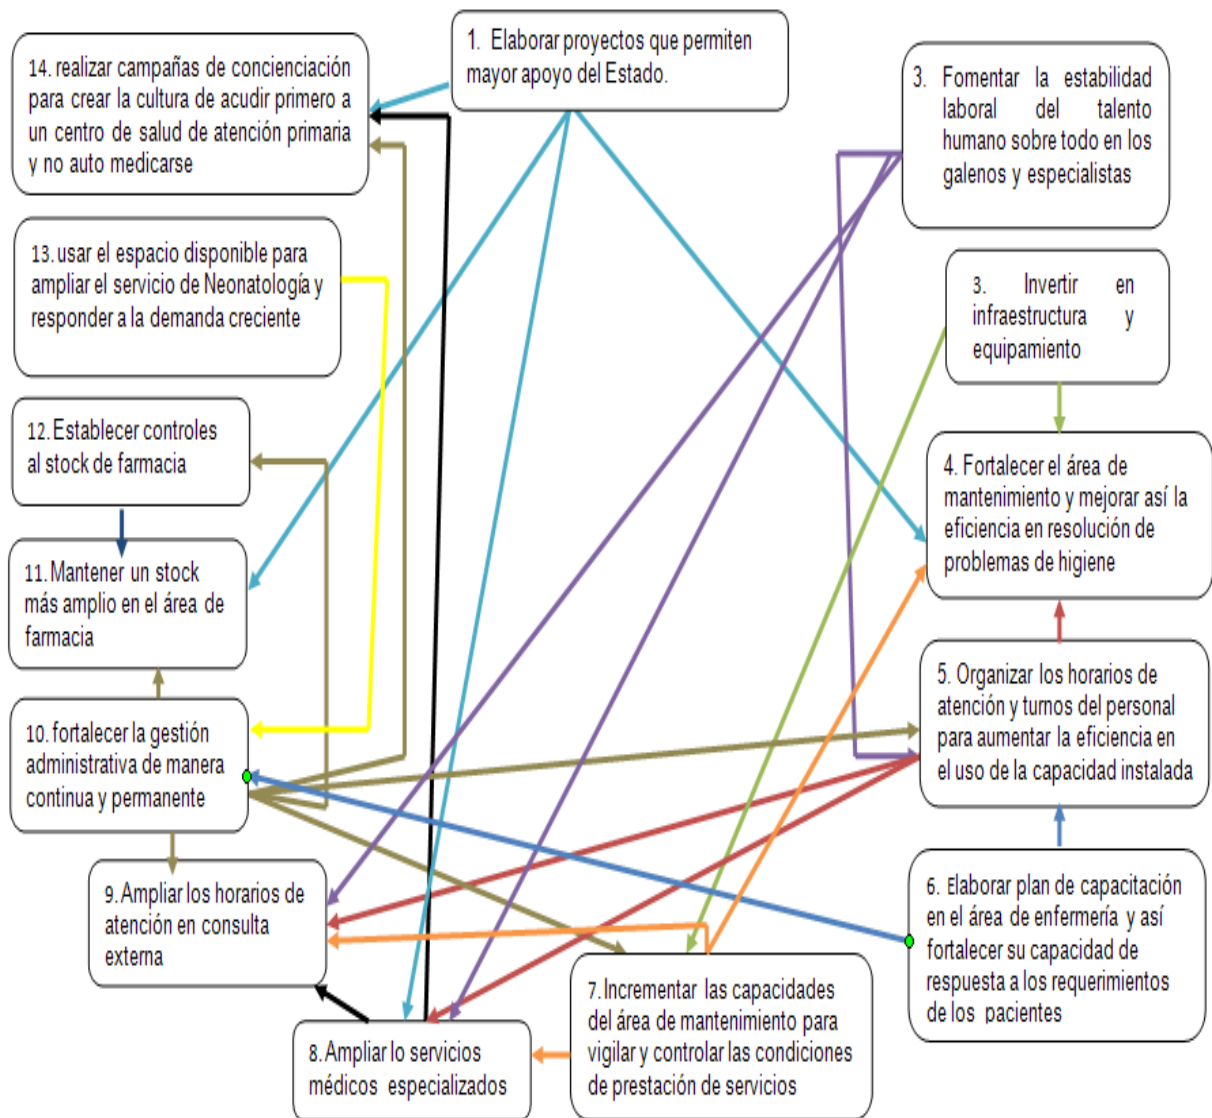 1. Elaborar proyectos que permiten
mayor apoyo del Estado.
14. realizar campañas de concienciación
para crear la cultura de acudir primero a
un centro de salud de atención primaria
y no auto medicarse
3. Fomentar la estabilidad
laboral del talento
humano sobre todo en los
galenos y especialistas
13. usar el espacio disponible para
ampliar el servicio de Neonatología y
responder a la demanda creciente
3. Invertir en
infraestructura y
equipamiento
12. Establecer controles
al stock de farmacia
4. Fortalecer el área de
mantenimiento y mejorar así la
eficiencia en resolución de
problemas de higiene
11. Mantener un stock
más amplio en el área de
farmacia
5. Organizar los horarios de
atención y turnos del personal
para aumentar la eficiencia en
el uso de la capacidad instalada
10. fortalecer la gestión
administrativa de manera
continua y permanente
9. Ampliar los horarios de
atención en consulta
externa
6. Elaborar plan de capacitación
en el área de enfermería y así
fortalecer su capacidad de
respuesta a los requerimientos
de los pacientes
7. Incrementar las capacidades
del área de mantenimiento para
vigilar y controlar las condiciones
de prestación de servicios
8. Ampliar lo servicios
médicos especializados